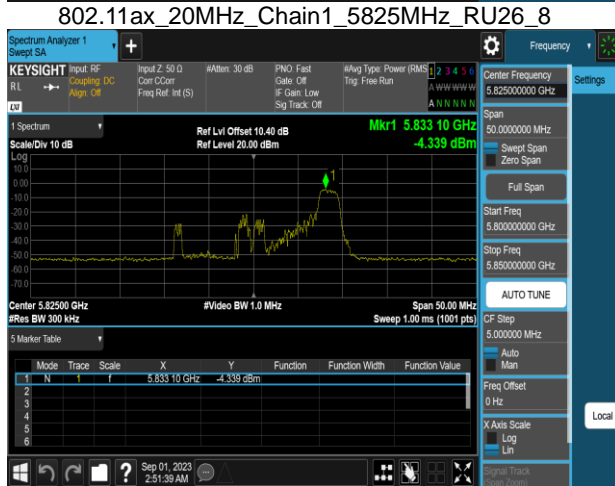 802.11ax_20MHz_Chain1_5825MHz_RU26_8
Spectrum Analyzer 1
Swept SA
Frequency
KEYSIGHT Input: RF Input Z: 50 Ω #Atten: 30 dB PNO: Fast #Avg Type: Power (RMS 1 2 3 4 5 6
R L Coupling: DC Corr CCorr Gate: Off Trig: Free Run A W W W W W
Align: Off Freq Ref: Int (S) IF Gain: Low
Sig Track: Off A N N N N N
LXI
1 Spectrum
Ref Lvl Offset 10.40 dB Mkr1 5.833 10 GHz
Scale/Div 10 dB Ref Level 20.00 dBm -4.339 dBm
Log
10.0
0.00
-10.0
-20.0
-30.0
-40.0
-50.0
-60.0
-70.0
1
Center 5.82500 GHz #Video BW 1.0 MHz Span 50.00 MHz
#Res BW 300 kHz Sweep 1.00 ms (1001 pts)
5 Marker Table
Mode Trace Scale X Y Function Function Width Function Value
1 N 1 f 5.833 10 GHz -4.339 dBm
2
3
4
5
6
Sep 01, 2023
2:51:39 AM
Center Frequency
5.825000000 GHz
Settings
Span
50.0000000 MHz
Swept Span
Zero Span
Full Span
Start Freq
5.800000000 GHz
Stop Freq
5.850000000 GHz
AUTO TUNE
CF Step
5.000000 MHz
Auto
Man
Freq Offset
0 Hz
Local
X Axis Scale
Log
Lin
Signal Track
(Span Zoom)